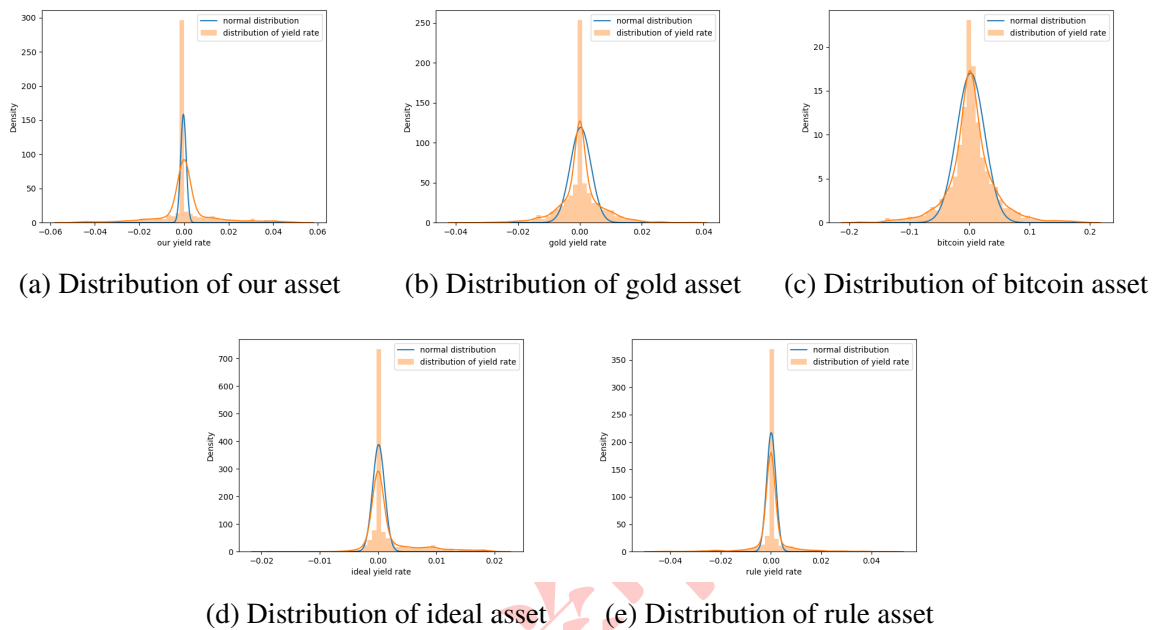 normal distribution
distribution of yield rate
Density
300
250
200
150
100
50
0
−0.06 −0.04 −0.02 0.00 0.02 0.04 0.06
our yield rate
(a) Distribution of our asset
normal distribution
distribution of yield rate
Density
250
200
150
100
50
0
−0.04 −0.02 0.00 0.02 0.04
gold yield rate
(b) Distribution of gold asset
normal distribution
distribution of yield rate
Density
20
15
10
5
0
−0.2 −0.1 0.0 0.1 0.2
bitcoin yield rate
(c) Distribution of bitcoin asset
normal distribution
distribution of yield rate
Density
700
600
500
400
300
200
100
0
−0.02 −0.01 0.00 0.01 0.02
ideal yield rate
(d) Distribution of ideal asset
normal distribution
distribution of yield rate
Density
350
300
250
200
150
100
50
0
−0.04 −0.02 0.00 0.02 0.04
rule yield rate
(e) Distribution of rule asset